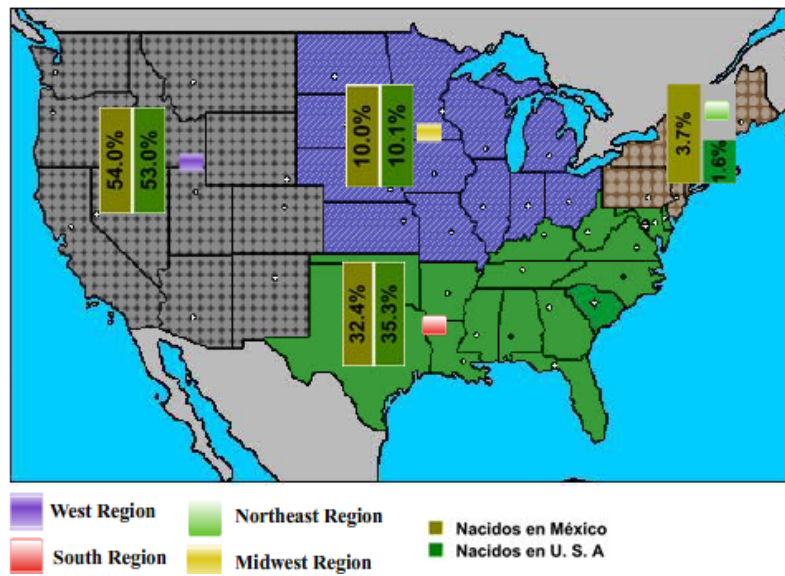 54.0%
53.0%
10.0%
10.1%
3.7%
1.6%
32.4%
35.3%
West Region
Northeast Region
South Region
Midwest Region
Nacidos en México
Nacidos en U. S. A